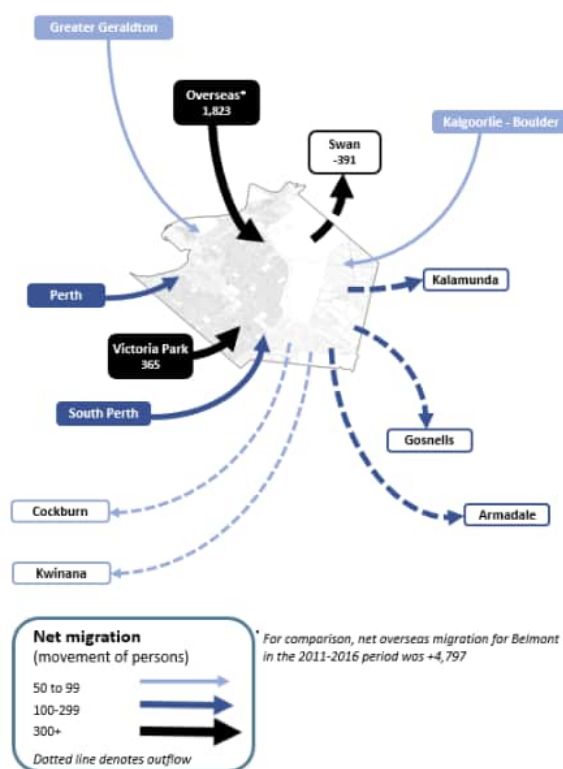 Greater Geraldton
Overseas*
1,823
Kalgoorlie - Boulder
Swan
-391
Kalamunda
Perth
Victoria Park
365
South Perth
Gosnells
Cockburn
Armadale
Kwinana
Net migration
(movement of persons)
50 to 99
100-299
300+
Dotted line denotes outflow
* For comparison, net overseas migration for Belmont
in the 2011-2016 period was +4,797